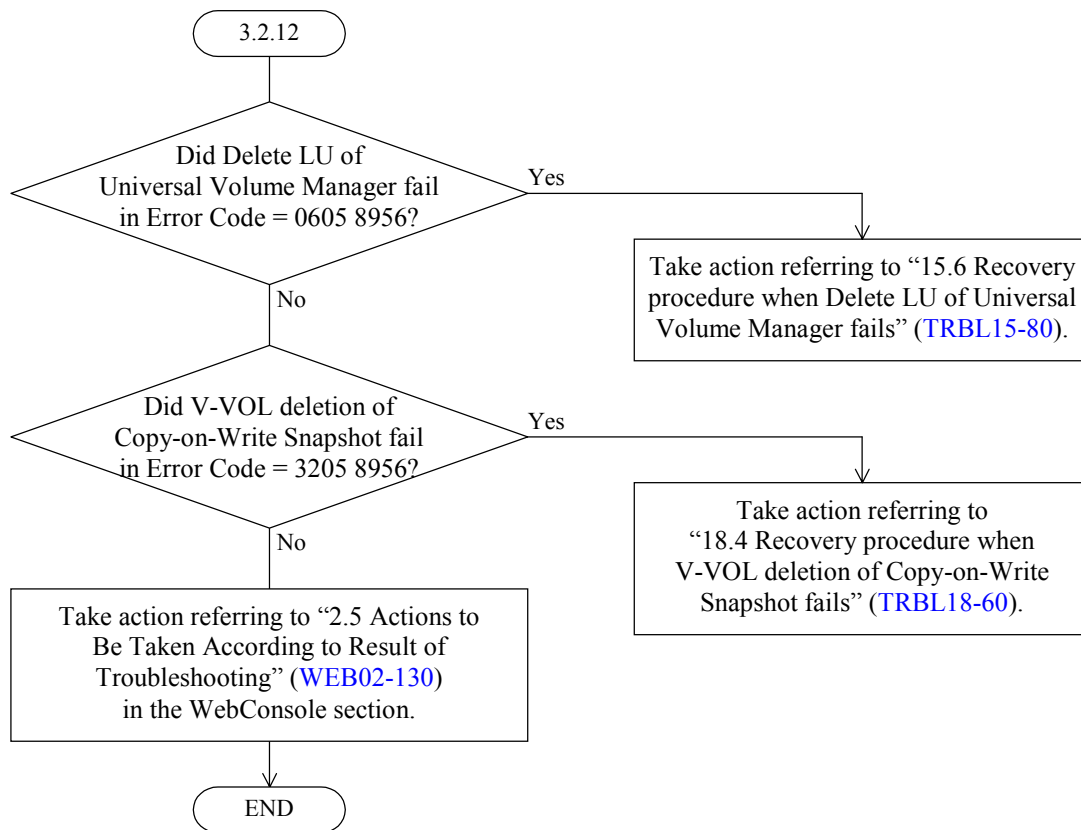 3.2.12
Did Delete LU of
Universal Volume Manager fail
in Error Code = 0605 8956?
Yes
Take action referring to “15.6 Recovery
procedure when Delete LU of Universal
Volume Manager fails” (TRBL15-80).
No
Did V-VOL deletion of
Copy-on-Write Snapshot fail
in Error Code = 3205 8956?
Yes
Take action referring to
“18.4 Recovery procedure when
V-VOL deletion of Copy-on-Write
Snapshot fails” (TRBL18-60).
No
Take action referring to “2.5 Actions to
Be Taken According to Result of
Troubleshooting” (WEB02-130)
in the WebConsole section.
END